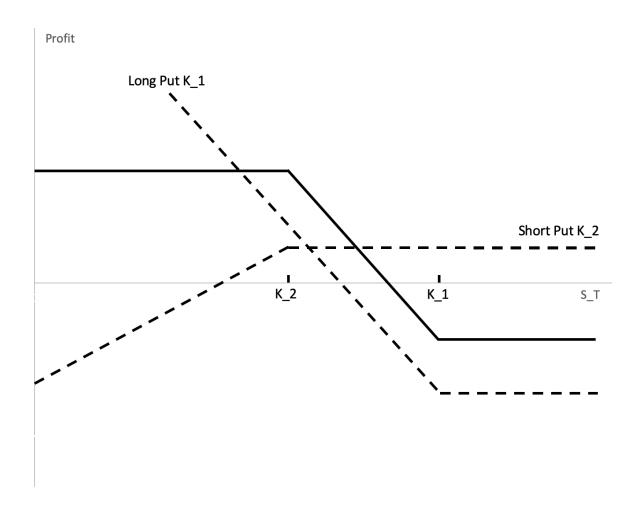 Profit
Long Put K_1
Short Put K_2
K_2
K_1
S_T